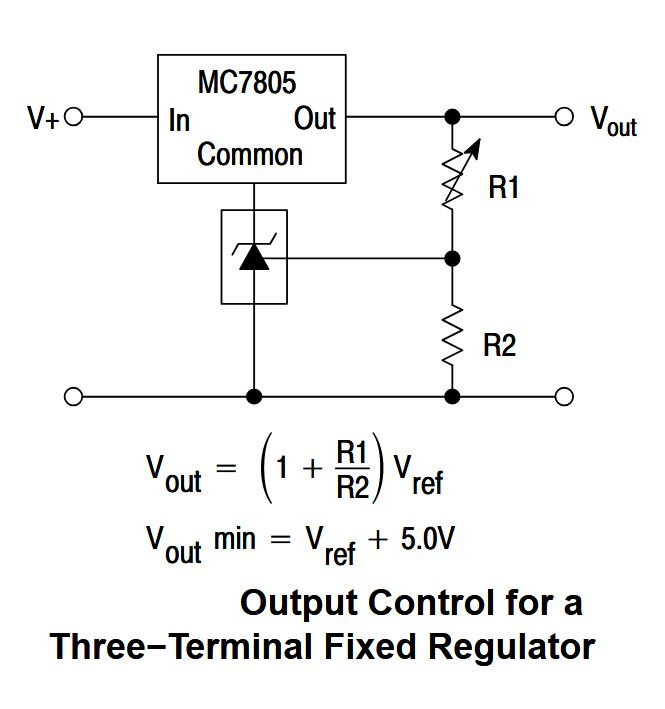 MC7805
V+ In Out Vout
Common
R1
R2
Vout = (1 + R1/R2) Vref
Vout min = Vref + 5.0V
Output Control for a
Three−Terminal Fixed Regulator